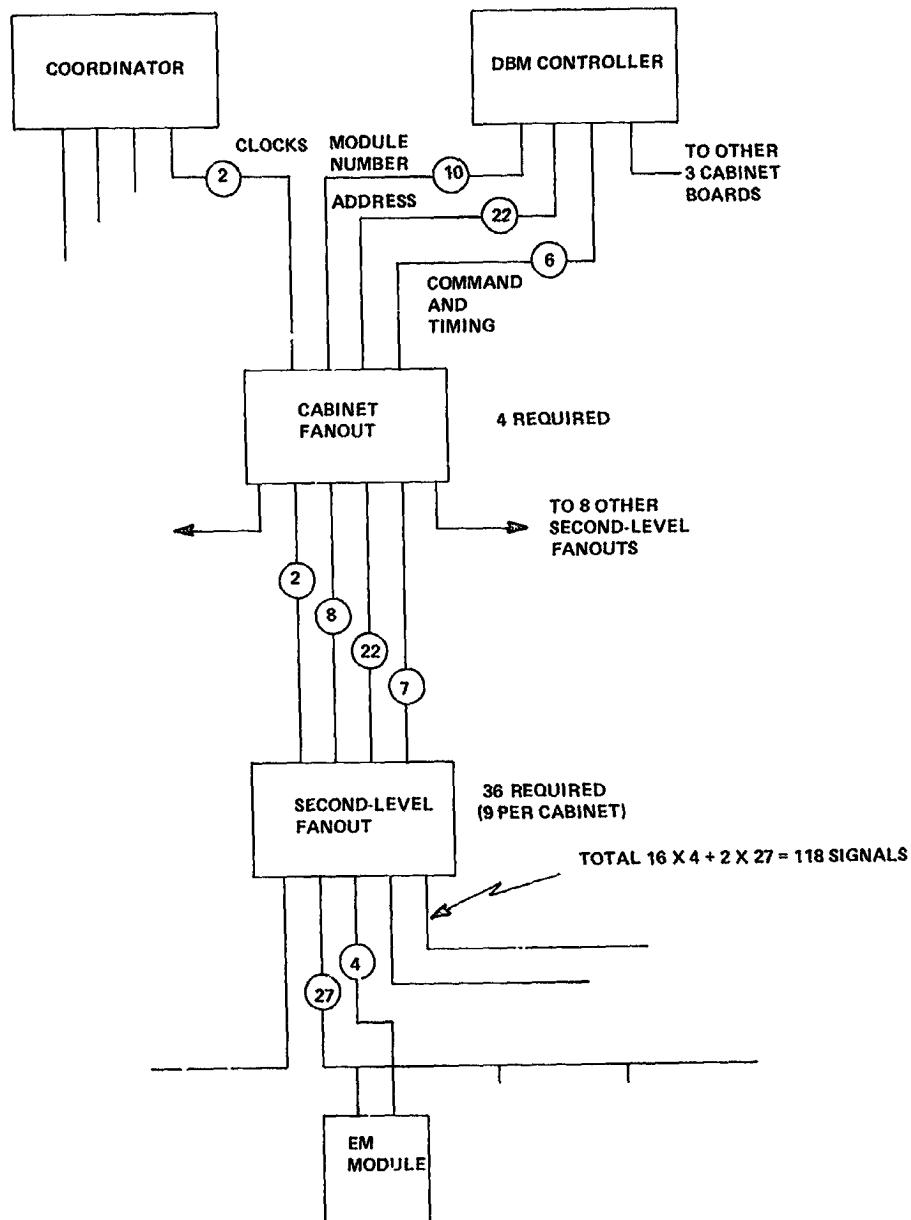 COORDINATOR
DBM CONTROLLER
CLOCKS
2
MODULE
NUMBER
10
ADDRESS
22
6
COMMAND
AND
TIMING
TO OTHER
3 CABINET
BOARDS
CABINET
FANOUT
4 REQUIRED
TO 8 OTHER
SECOND-LEVEL
FANOUTS
2
8
22
7
SECOND-LEVEL
FANOUT
36 REQUIRED
(9 PER CABINET)
TOTAL 16 X 4 + 2 X 27 = 118 SIGNALS
4
27
EM
MODULE